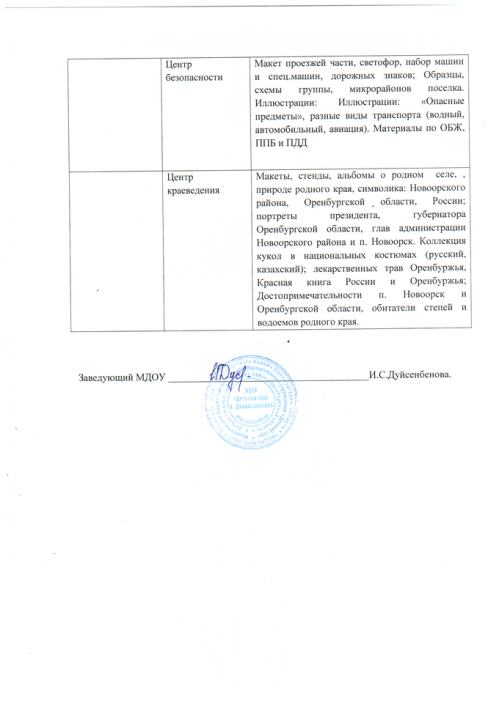 Центр
безопасности
Макет проезжей части, светофор, набор машин
и спец.машин, дорожных знаков; Образцы,
схемы группы, микрорайонов поселка.
Иллюстрации: Иллюстрации: «Опасные
предметы», разные виды транспорта (водный,
автомобильный, авиация). Материалы по ОБЖ,
ППБ и ПДД
Центр
краеведения
Макеты, стенды, альбомы о родном селе, ,
природе родного края, символика: Новоорского
района, Оренбургской области, России;
портреты президента, губернатора
Оренбургской области, глав администрации
Новоорского района и п. Новоорск. Коллекция
кукол в национальных костюмах (русский,
казахский); лекарственных трав Оренбуржья,
Красная книга России и Оренбуржья;
Достопримечательности п. Новоорск и
Оренбургской области, обитатели степей и
водоемов родного края.
Заведующий МДОУ ____ И.С.Дуйсенбенова.